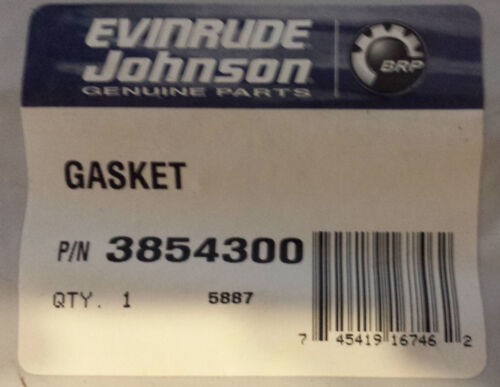 EVINRUDE
Johnson
GENUINE PARTS
BRP
GASKET
P/N 3854300
QTY. 1 5887
7 45419 16746 2